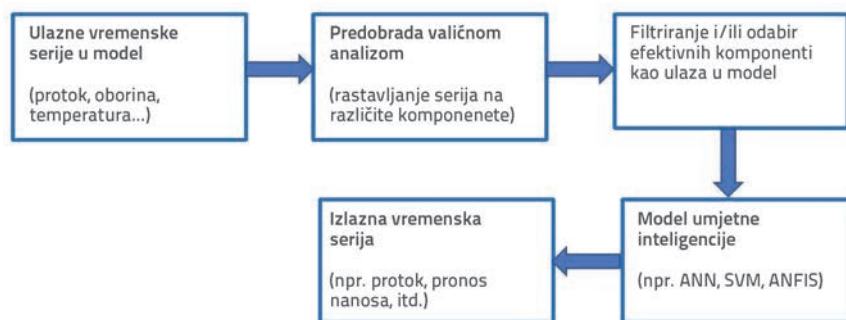 Ulazne vremenske
serije u model
(protok, oborina,
temperatura...)
Predobrada valićnom
analizom
(rastavljanje serija na
različite komponenete)
Filtriranje i/ili odabir
efektivnih komponenti
kao ulaza u model
Model umjetne
inteligencije
(npr. ANN, SVM, ANFIS)
Izlazna vremenska
serija
(npr. protok, pronos
nanosa, itd.)